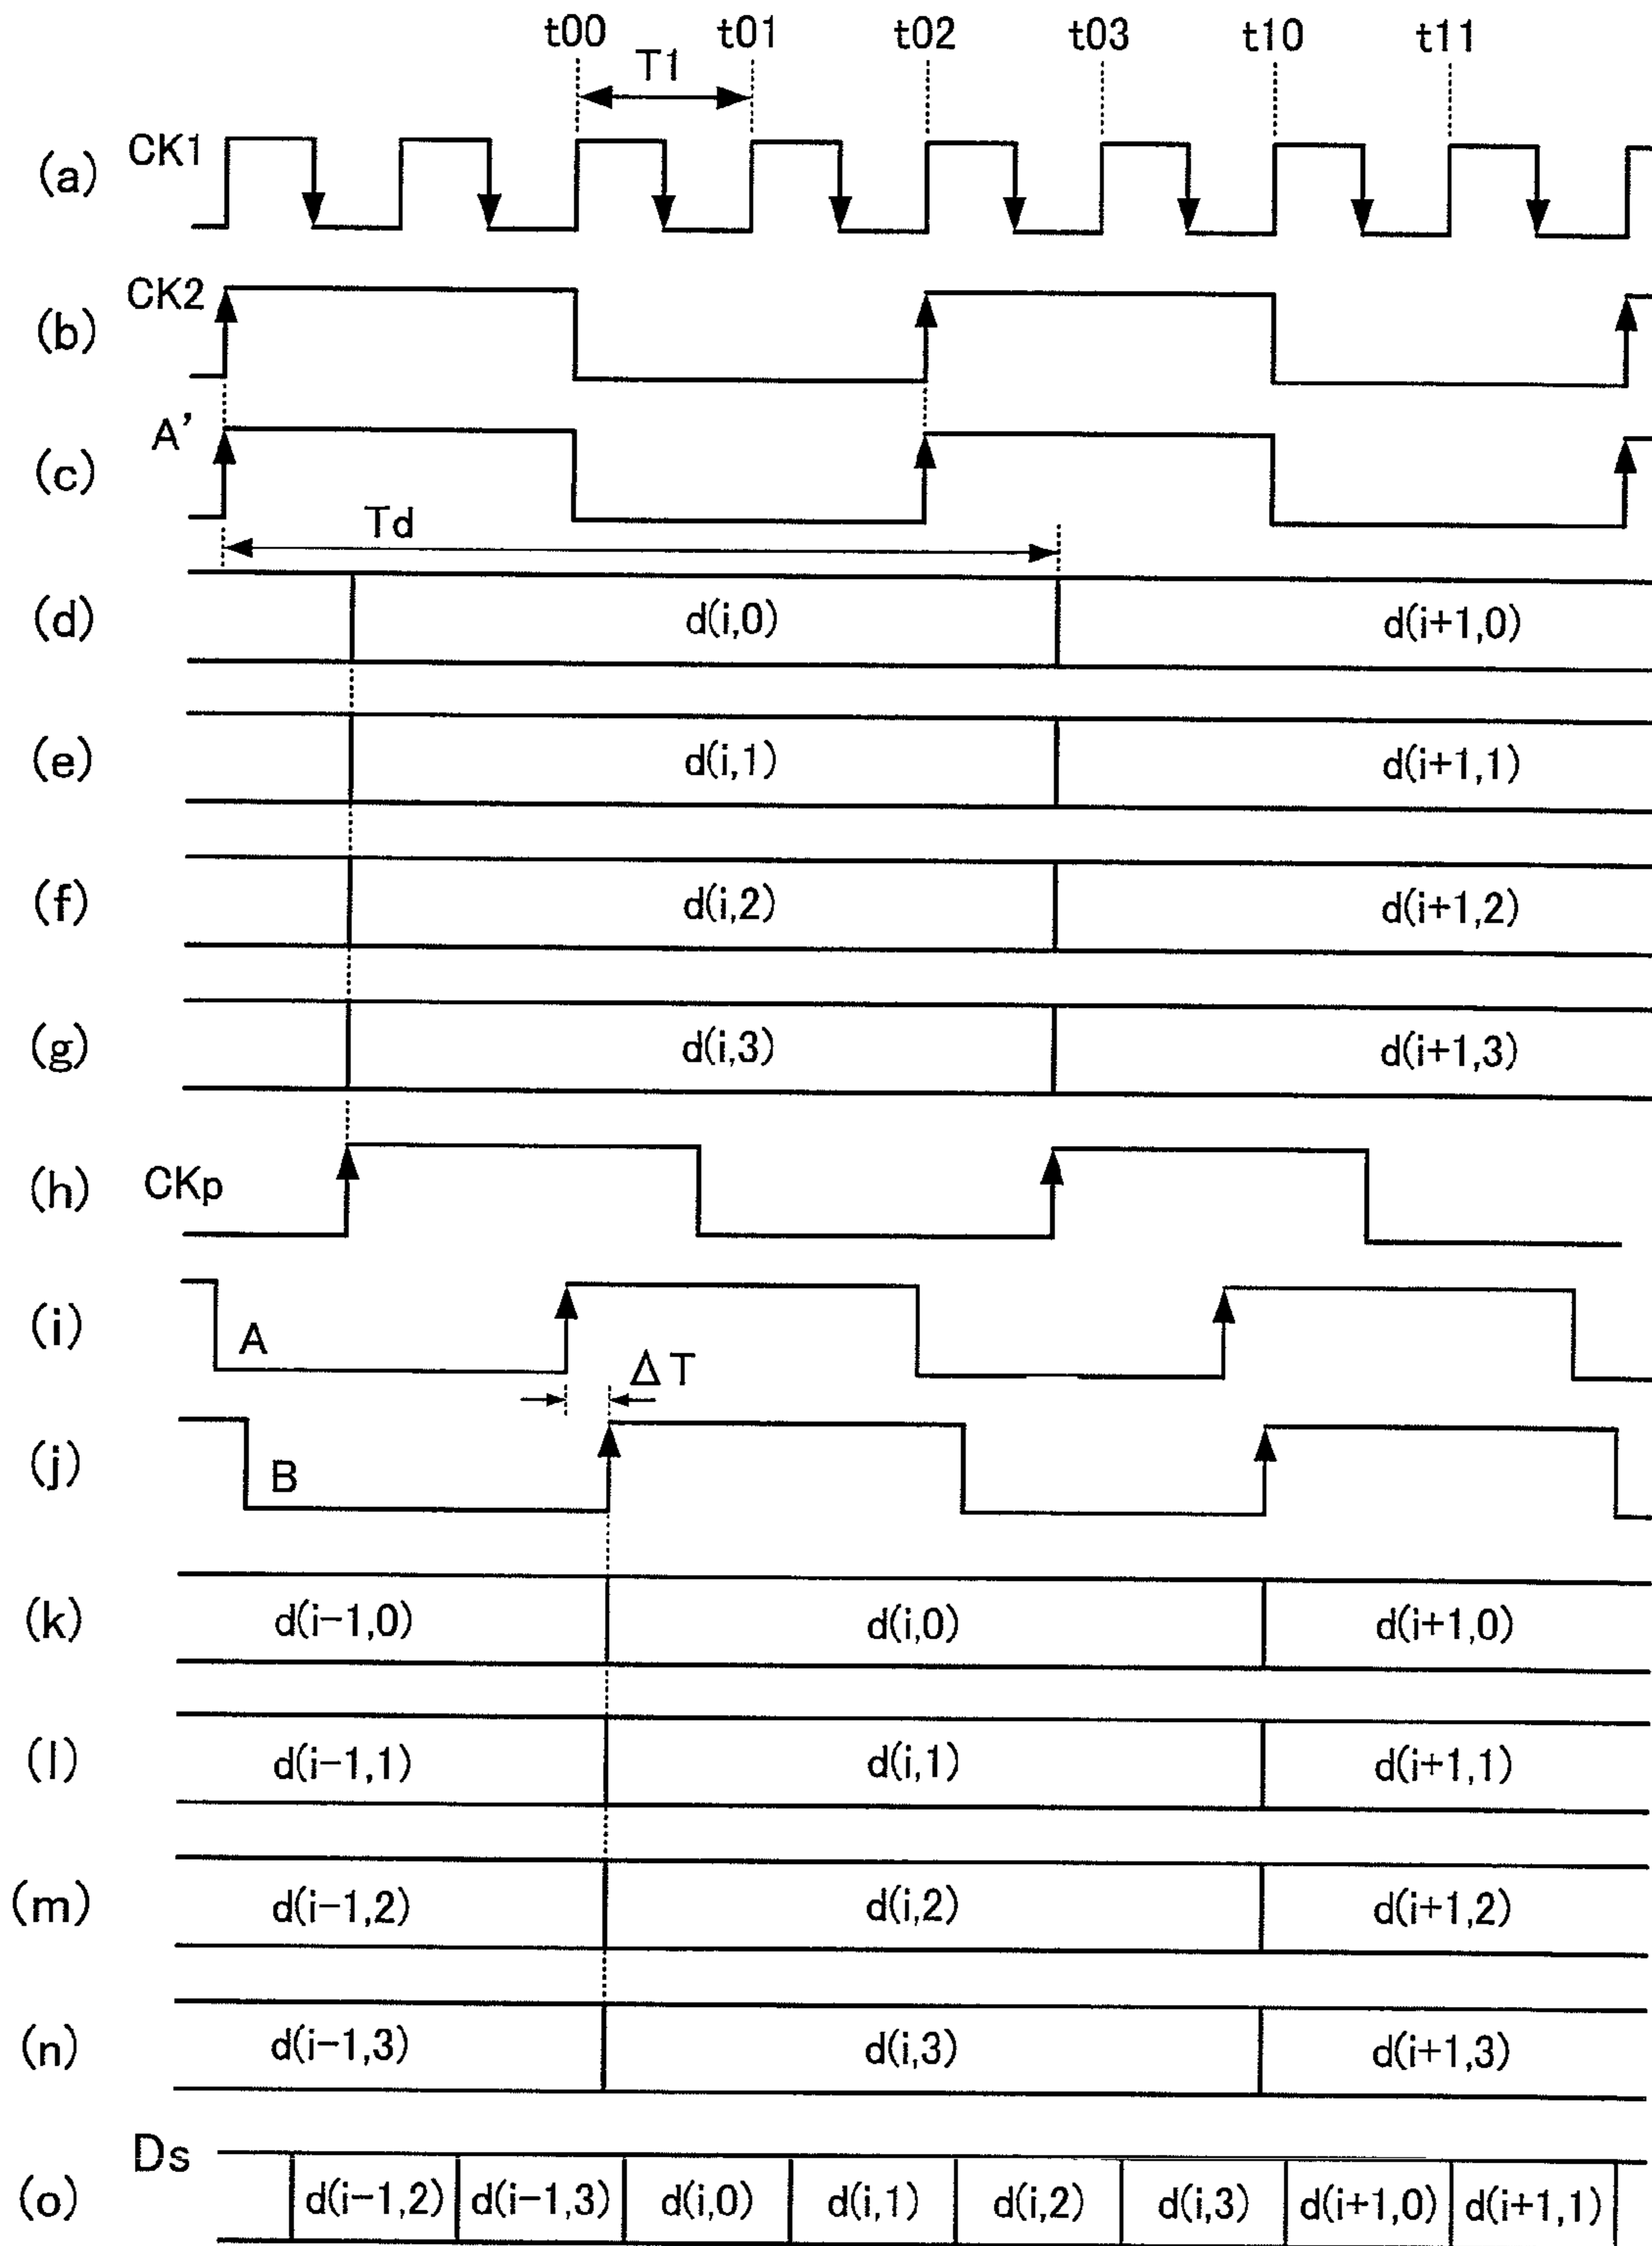 t00 t01 t02 t03 t10 t11
T1
(a) CK1
(b) CK2
(c) A’
Td
(d) d(i,0) d(i+1,0)
(e) d(i,1) d(i+1,1)
(f) d(i,2) d(i+1,2)
(g) d(i,3) d(i+1,3)
(h) CKp
(i) A
ΔT
(j) B
(k) d(i−1,0) d(i,0) d(i+1,0)
(l) d(i−1,1) d(i,1) d(i+1,1)
(m) d(i−1,2) d(i,2) d(i+1,2)
(n) d(i−1,3) d(i,3) d(i+1,3)
Ds
(o) d(i−1,2) d(i−1,3) d(i,0) d(i,1) d(i,2) d(i,3) d(i+1,0) d(i+1,1)